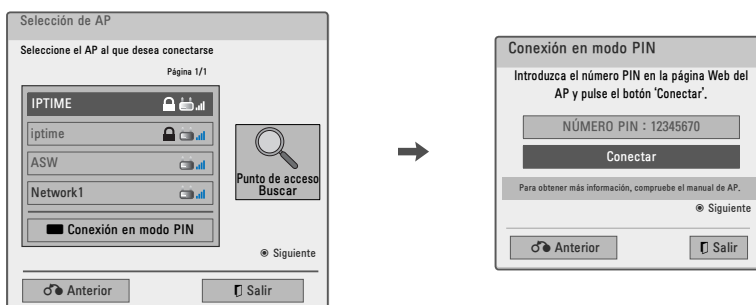 Selección de AP
Seleccione el AP al que desea conectarse
Página 1/1
IPTIME
iptime
ASW
Network1
Conexión en modo PIN
Punto de acceso
Buscar
Siguiente
Anterior
Salir
Conexión en modo PIN
Introduzca el número PIN en la página Web del
AP y pulse el botón ‘Conectar’.
NÚMERO PIN : 12345670
Conectar
Para obtener más información, compruebe el manual de AP.
Siguiente
Anterior
Salir